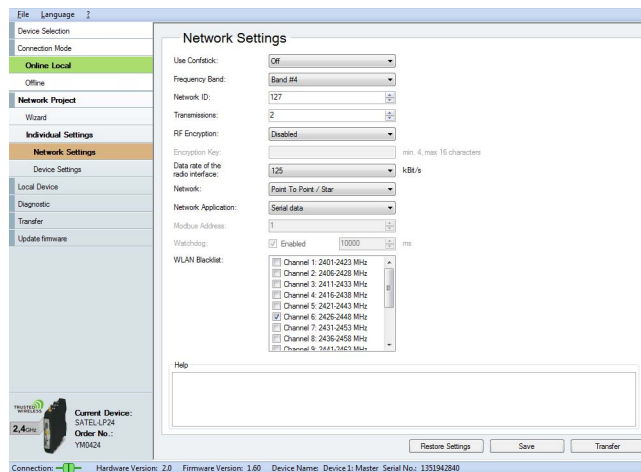 File Language ?
Device Selection
Connection Mode
Online Local
Offline
Network Project
Wizard
Individual Settings
Network Settings
Device Settings
Local Device
Diagnostic
Transfer
Update firmware
Network Settings
Use Confstick: Off
Frequency Band: Band #4
Network ID: 127
Transmissions: 2
RF Encryption: Disabled
Encryption Key: min. 4, max 16 characters
Data rate of the
radio interface: 125 kBit/s
Network: Point To Point / Star
Network Application: Serial data
Modbus Address: 1
Watchdog: Enabled 10000 ms
WLAN Blacklist:
Channel 1: 2401-2423 MHz
Channel 2: 2406-2428 MHz
Channel 3: 2411-2433 MHz
Channel 4: 2416-2438 MHz
Channel 5: 2421-2443 MHz
Channel 6: 2426-2448 MHz
Channel 7: 2431-2453 MHz
Channel 8: 2436-2458 MHz
Channel 9: 2441-2463 MHz
Help
TRUSTED
WIRELESS
2,4GHz
Current Device:
SATEL-LP24
Order No.:
YM0424
Restore Settings Save Transfer
Connection: Hardware Version: 2.0 Firmware Version: 1.60 Device Name: Device 1: Master Serial No.: 1351942840